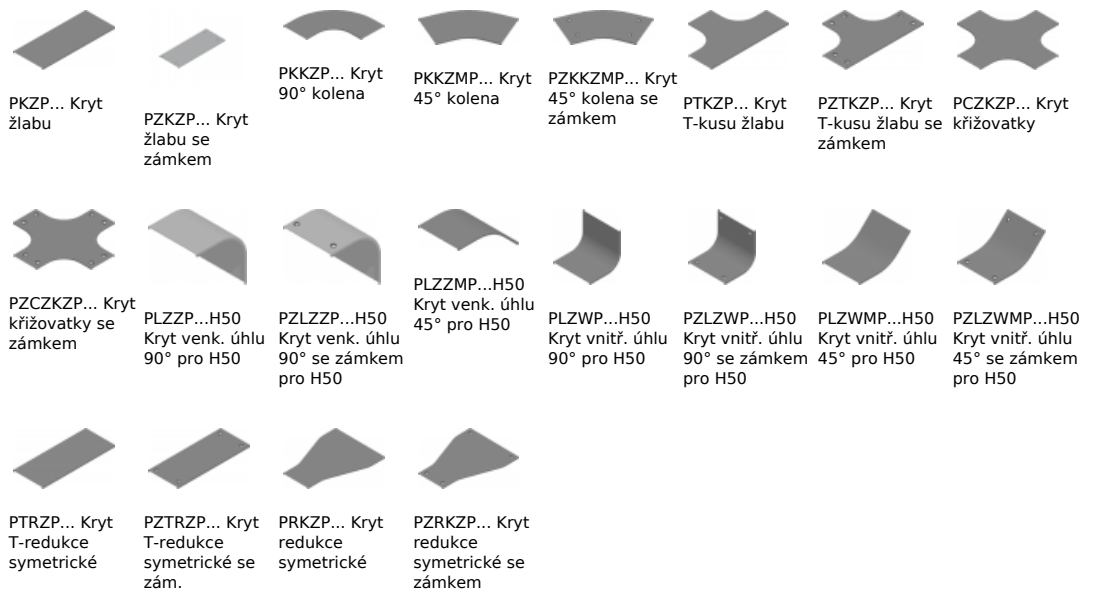 PKZP... Kryt
žlabu
PZKZP... Kryt
žlabu se
zámkem
PKKZP... Kryt
90° kolena
PKKZMP... Kryt
45° kolena
PZKKZMP... Kryt
45° kolena se
zámkem
PTKZP... Kryt
T-kusu žlabu
PZTKZP... Kryt
T-kusu žlabu se
zámkem
PCZKZP... Kryt
křižovatky
PZCZKZP... Kryt
křižovatky se
zámkem
PLZZP...H50
Kryt venk. úhlu
90° pro H50
PZLZZP...H50
Kryt venk. úhlu
90° se zámkem
pro H50
PLZZMP...H50
Kryt venk. úhlu
45° pro H50
PLZWP...H50
Kryt vnitř. úhlu
90° pro H50
PZLZWP...H50
Kryt vnitř. úhlu
90° se zámkem
pro H50
PLZWMP...H50
Kryt vnitř. úhlu
45° pro H50
PZLZWMP...H50
Kryt vnitř. úhlu
45° se zámkem
pro H50
PTRZP... Kryt
T-redukce
symetrické
PZTRZP... Kryt
T-redukce
symetrické se
zám.
PRKZP... Kryt
redukce
symetrické
PZRKZP... Kryt
redukce
symetrické se
zámkem